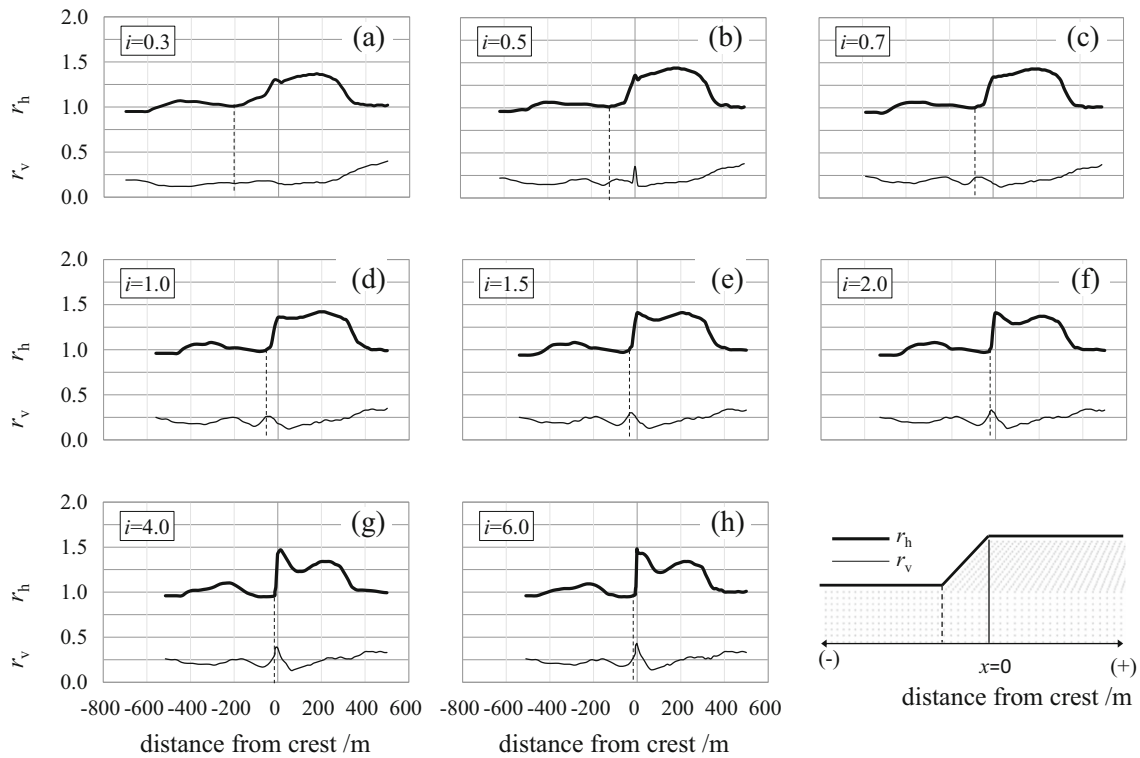 2.0
1.5
1.0
0.5
0.0
r_h
r_v
i=0.3
(a)
i=0.5
(b)
i=0.7
(c)
2.0
1.5
1.0
0.5
0.0
r_h
r_v
i=1.0
(d)
i=1.5
(e)
i=2.0
(f)
2.0
1.5
1.0
0.5
0.0
r_h
r_v
i=4.0
(g)
i=6.0
(h)
-800 -600 -400 -200 0 200 400 600
distance from crest /m
-800 -600 -400 -200 0 200 400 600
distance from crest /m
r_h
r_v
(-)
x=0
(+)
distance from crest /m